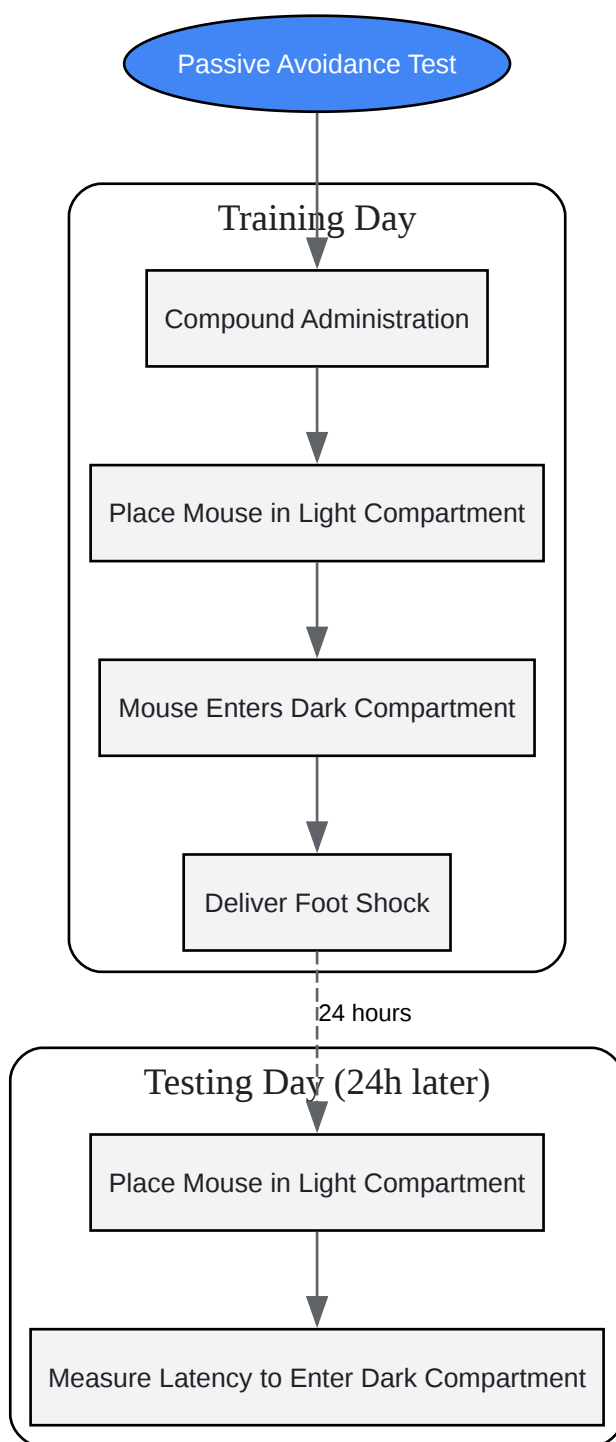 Passive Avoidance Test
Training Day
Compound Administration
Place Mouse in Light Compartment
Mouse Enters Dark Compartment
Deliver Foot Shock
24 hours
Testing Day (24h later)
Place Mouse in Light Compartment
Measure Latency to Enter Dark Compartment